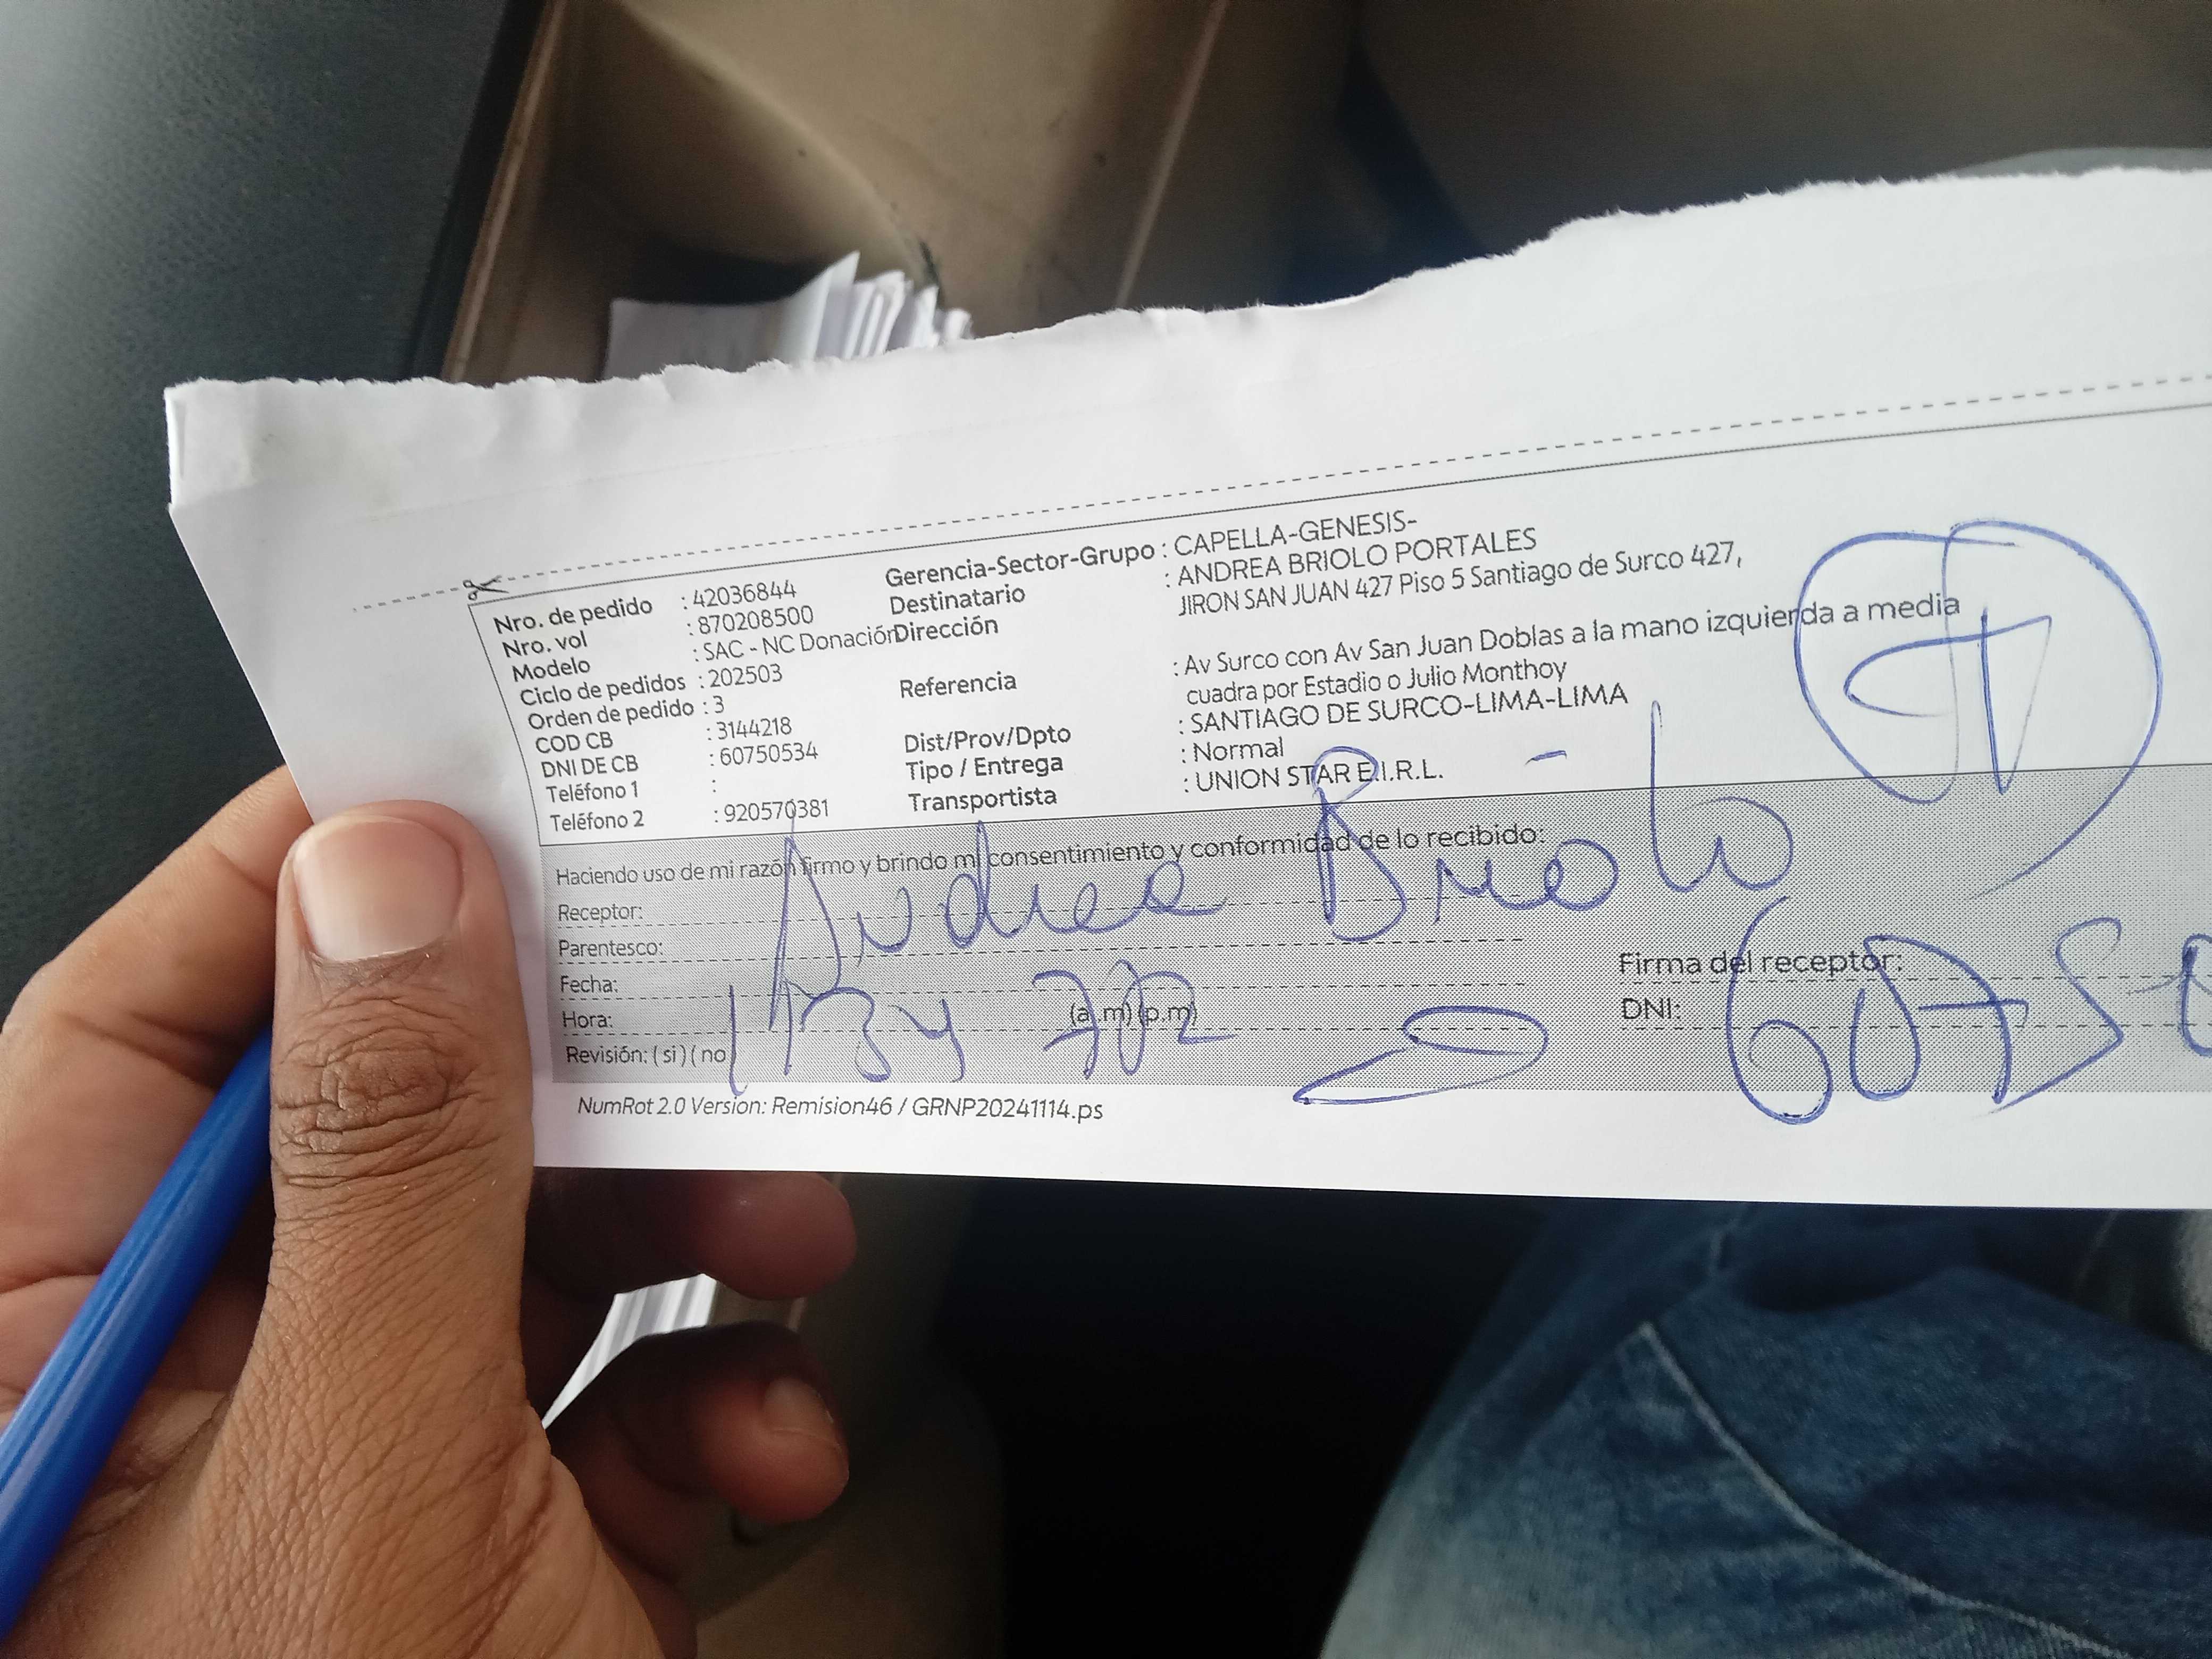 Nro. de pedido : 42036844
Nro. vol : 870208500
Modelo : SAC - NC Donación
Ciclo de pedidos : 202503
Orden de pedido : 3
COD CB : 3144218
DNI DE CB : 60750534
Teléfono 1 :
Teléfono 2 : 920570381
Gerencia-Sector-Grupo : CAPELLA-GENESIS-
Destinatario : ANDREA BRIOLO PORTALES
Dirección JIRON SAN JUAN 427 Piso 5 Santiago de Surco 427,
Referencia : Av Surco con Av San Juan Doblas a la mano izquierda a media
cuadra por Estadio o Julio Monthoy
Dist/Prov/Dpto : SANTIAGO DE SURCO-LIMA-LIMA
Tipo / Entrega : Normal
Transportista : UNION STAR E.I.R.L.
Haciendo uso de mi razón firmo y brindo mi consentimiento y conformidad de lo recibido:
Receptor: Andrea Briolo
Parentesco:
Fecha:
Hora: (a.m) (p.m)
Revisión: ( si ) ( no )
Firma del receptor:
DNI: 6075
NumRot 2.0 Version: Remision46 / GRNP20241114.ps